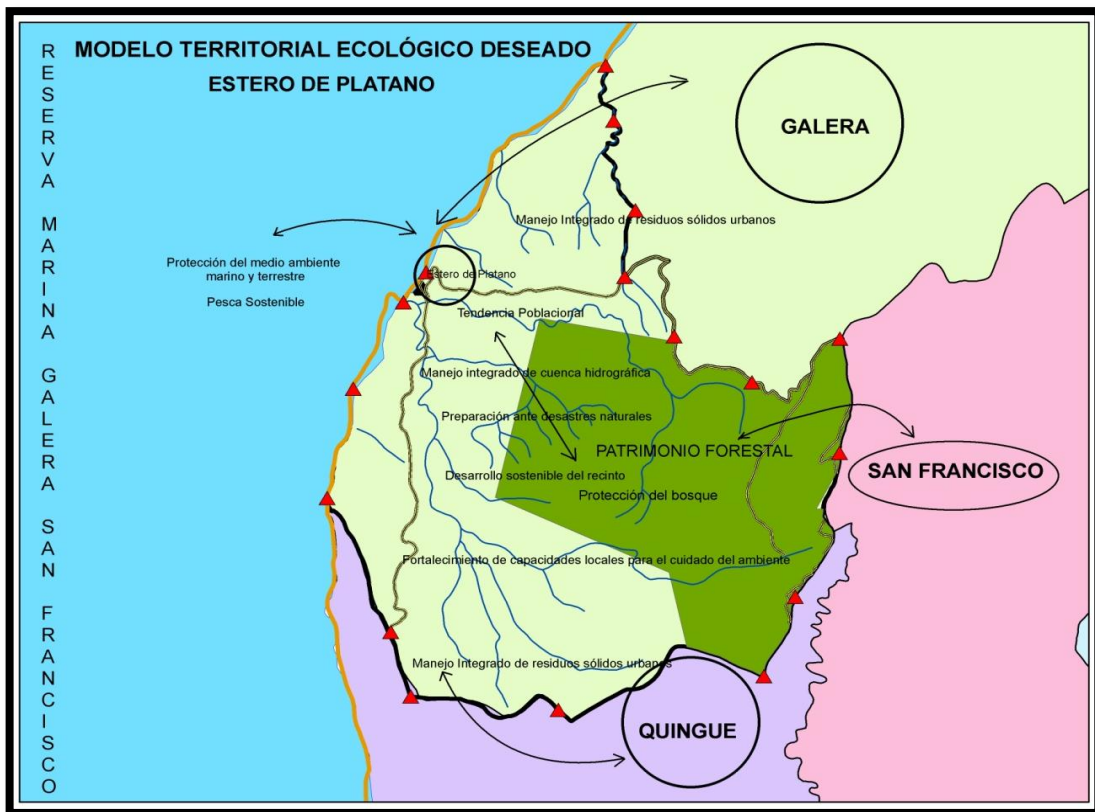 MODELO TERRITORIAL ECOLÓGICO DESEADO
ESTERO DE PLATANO
RESERVA MARINA GALERA SAN FRANCISCO
GALERA
Manejo Integrado de residuos sólidos urbanos
Protección del medio ambiente
marino y terrestre
Pesca Sostenible
Estero de Platano
Tendencia Poblacional
Manejo integrado de cuenca hidrográfica
Preparación ante desastres naturales
PATRIMONIO FORESTAL
SAN FRANCISCO
Desarrollo sostenible del recinto
Protección del bosque
Fortalecimiento de capacidades locales para el cuidado del ambiente
Manejo Integrado de residuos sólidos urbanos
QUINGUE